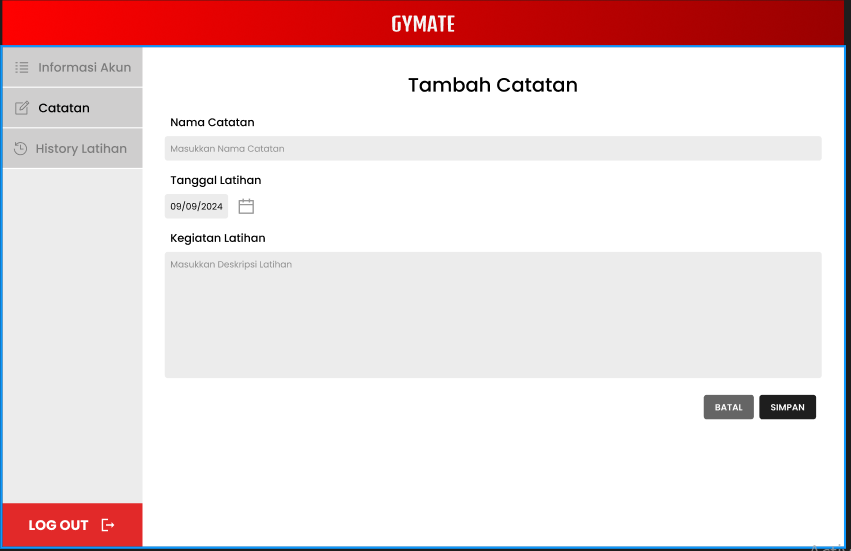 GYMATE
Informasi Akun
Catatan
History Latihan
LOG OUT
Tambah Catatan
Nama Catatan
Masukkan Nama Catatan
Tanggal Latihan
09/09/2024
Kegiatan Latihan
Masukkan Deskripsi Latihan
BATAL
SIMPAN